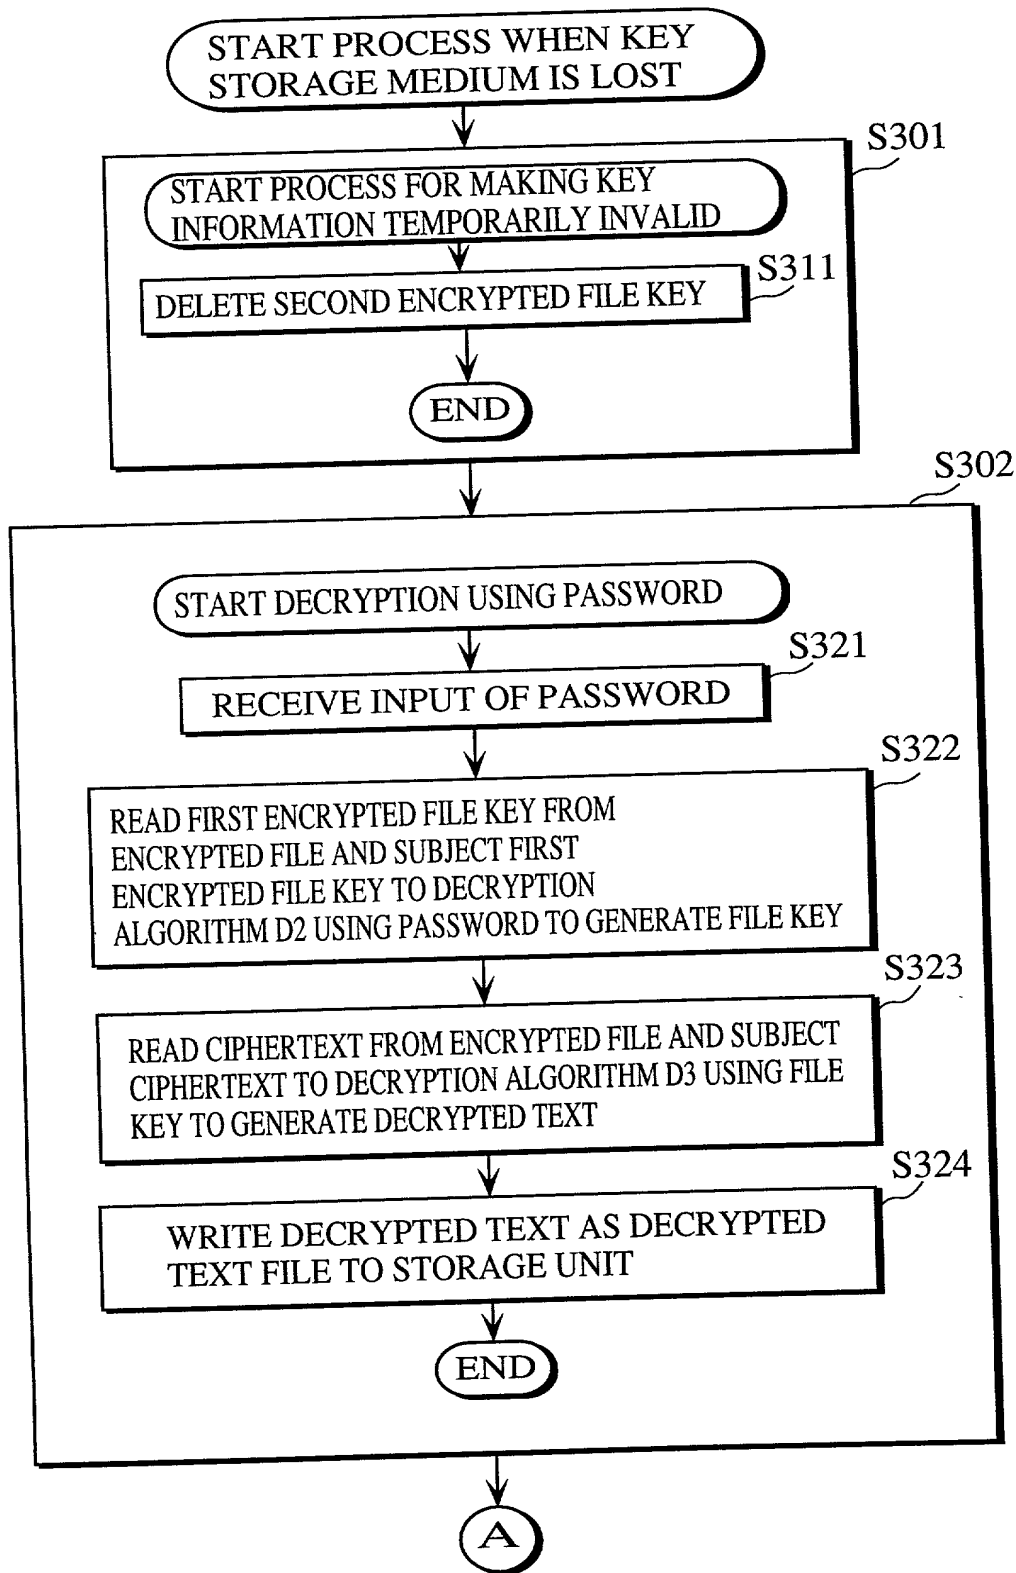 START PROCESS WHEN KEY
STORAGE MEDIUM IS LOST
S301
START PROCESS FOR MAKING KEY
INFORMATION TEMPORARILY INVALID
S311
DELETE SECOND ENCRYPTED FILE KEY
END
S302
START DECRYPTION USING PASSWORD
S321
RECEIVE INPUT OF PASSWORD
S322
READ FIRST ENCRYPTED FILE KEY FROM
ENCRYPTED FILE AND SUBJECT FIRST
ENCRYPTED FILE KEY TO DECRYPTION
ALGORITHM D2 USING PASSWORD TO GENERATE FILE KEY
S323
READ CIPHERTEXT FROM ENCRYPTED FILE AND SUBJECT
CIPHERTEXT TO DECRYPTION ALGORITHM D3 USING FILE
KEY TO GENERATE DECRYPTED TEXT
S324
WRITE DECRYPTED TEXT AS DECRYPTED
TEXT FILE TO STORAGE UNIT
END
A